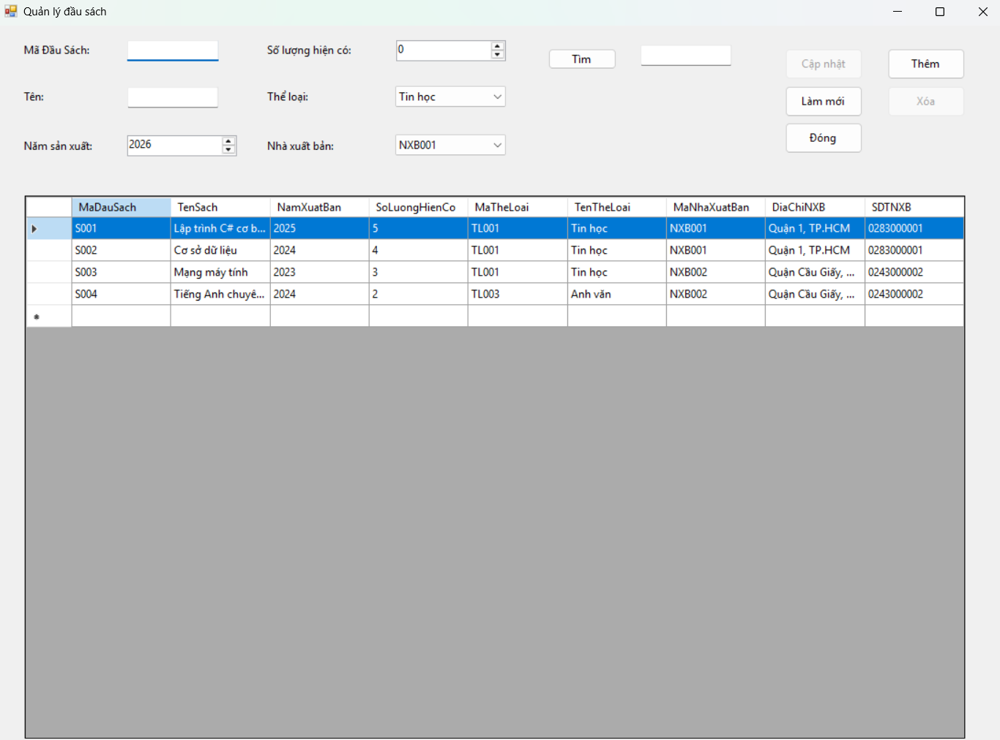 Quản lý đầu sách
Mã Đầu Sách: Số lượng hiện có: 0 Tìm Cập nhật Thêm
Tên: Thể loại: Tin học Làm mới Xóa
Năm sản xuất: 2026 Nhà xuất bản: NXB001 Đóng
MaDauSach TenSach NamXuatBan SoLuongHienCo MaTheLoai TenTheLoai MaNhaXuatBan DiaChiNXB SDTNXB
S001 Lập trình C# cơ b... 2025 5 TL001 Tin học NXB001 Quận 1, TP.HCM 0283000001
S002 Cơ sở dữ liệu 2024 4 TL001 Tin học NXB001 Quận 1, TP.HCM 0283000001
S003 Mạng máy tính 2023 3 TL001 Tin học NXB002 Quận Cầu Giấy, ... 0243000002
S004 Tiếng Anh chuyê... 2024 2 TL003 Anh văn NXB002 Quận Cầu Giấy, ... 0243000002